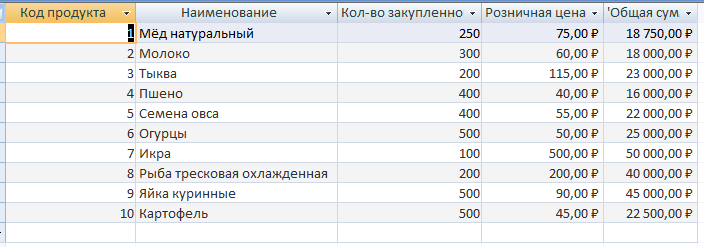 Код продукта Наименование Кол-во закупленно Розничная цена 'Общая сум
1 Мёд натуральный 250 75,00 ₽ 18 750,00 ₽
2 Молоко 300 60,00 ₽ 18 000,00 ₽
3 Тыква 200 115,00 ₽ 23 000,00 ₽
4 Пшено 400 40,00 ₽ 16 000,00 ₽
5 Семена овса 400 55,00 ₽ 22 000,00 ₽
6 Огурцы 500 50,00 ₽ 25 000,00 ₽
7 Икра 100 500,00 ₽ 50 000,00 ₽
8 Рыба тресковая охлажденная 200 200,00 ₽ 40 000,00 ₽
9 Яйка куринные 500 90,00 ₽ 45 000,00 ₽
10 Картофель 500 45,00 ₽ 22 500,00 ₽